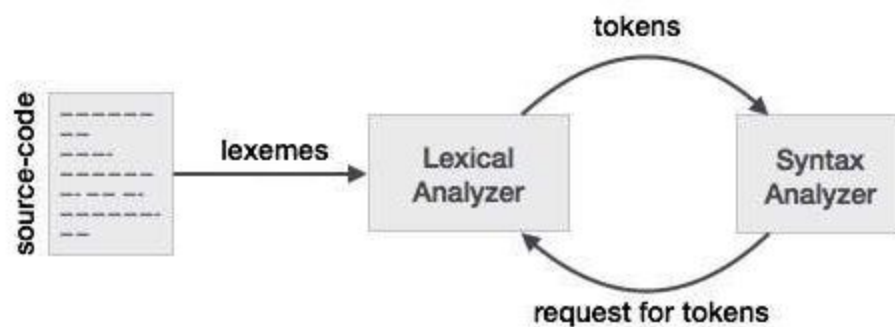 tokens
source-code
lexemes
Lexical
Analyzer
Syntax
Analyzer
request for tokens